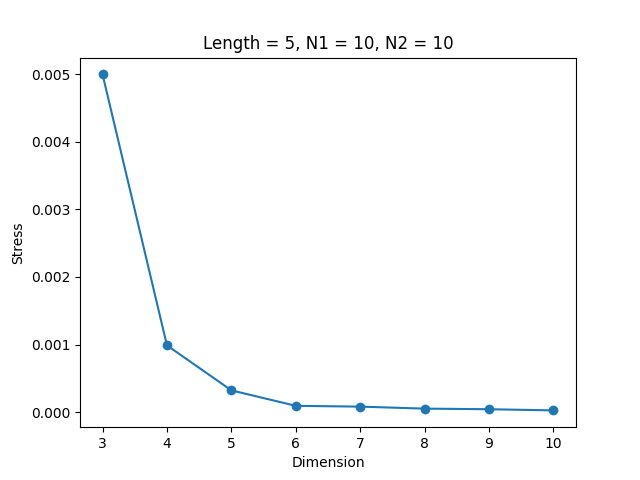 Length = 5, N1 = 10, N2 = 10
0.005
0.004
0.003
0.002
0.001
0.000
Stress
3 4 5 6 7 8 9 10
Dimension